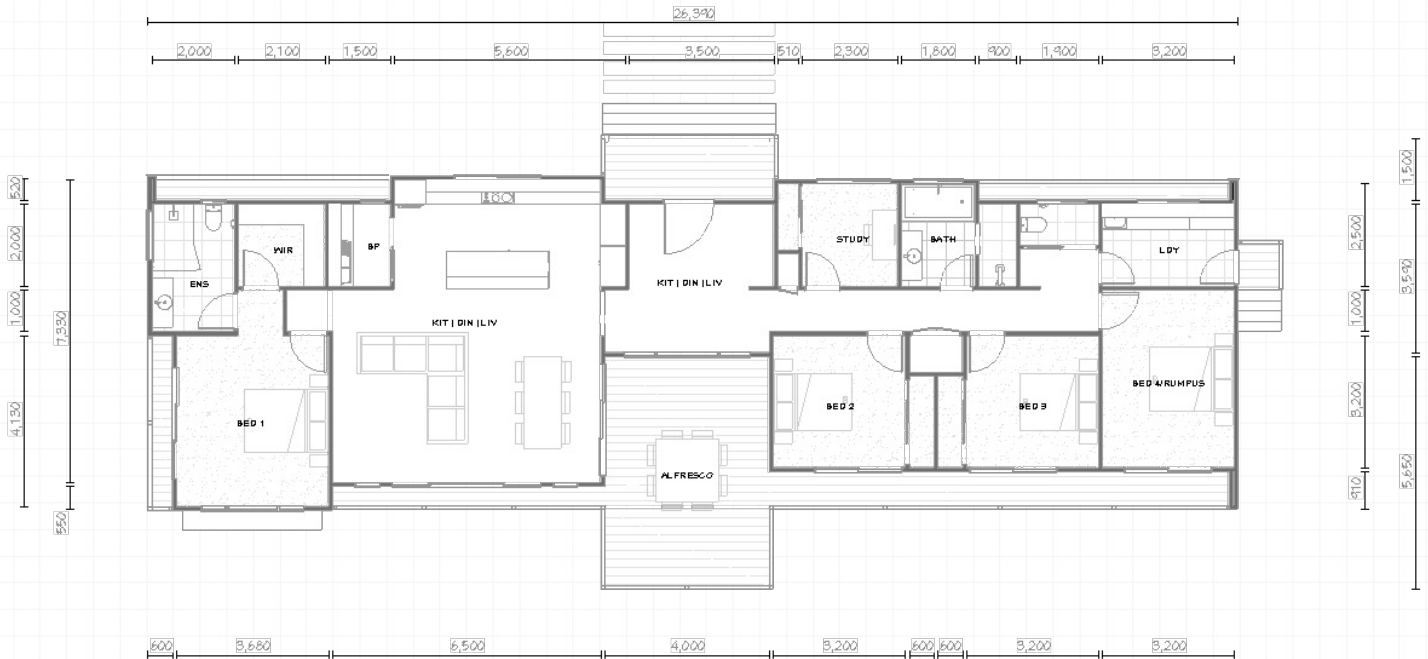 26,390
2,000 2,100 1,500 5,600 3,500 510 2,300 1,800 900 1,900 3,200
520
2,000
1,000
4,130
7,330
550
1,500
2,500
3,590
1,000
3,200
910
5,650
WIR
BP
STUDY
BATH
LDY
ENS
KIT | DIN | LIV
KIT | DIN | LIV
BED 1
BED 2
BED 3
BED 4/RUMPUS
ALFRESCO
600 3,680 6,500 4,000 3,200 600 600 3,200 3,200